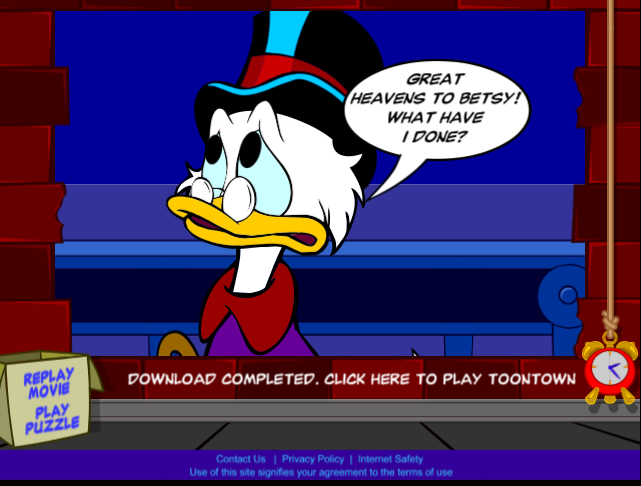 GREAT
HEAVENS TO BETSY!
WHAT HAVE
I DONE?
REPLAY
MOVIE
PLAY
PUZZLE
DOWNLOAD COMPLETED. CLICK HERE TO PLAY TOONTOWN
Contact Us | Privacy Policy | Internet Safety
Use of this site signifies your agreement to the terms of use